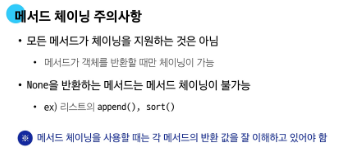 메서드 체이닝 주의사항
• 모든 메서드가 체이닝을 지원하는 것은 아님
• 메서드가 객체를 반환할 때만 체이닝이 가능
• None을 반환하는 메서드는 메서드 체이닝이 불가능
• ex) 리스트의 append(), sort()
※ 메서드 체이닝을 사용할 때는 각 메서드의 반환 값을 잘 이해하고 있어야 함